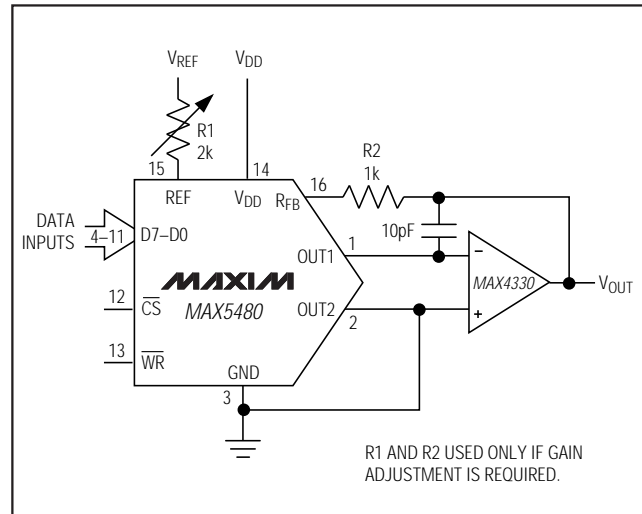 VREF
VDD
R1
2k
15
14
REF
VDD
16
RFB
R2
1k
DATA
INPUTS
4–11
D7–D0
10pF
1
OUT1
–
MAXIM
MAX5480
MAX4330
VOUT
12
CS
OUT2
2
+
13
WR
GND
3
R1 AND R2 USED ONLY IF GAIN
ADJUSTMENT IS REQUIRED.